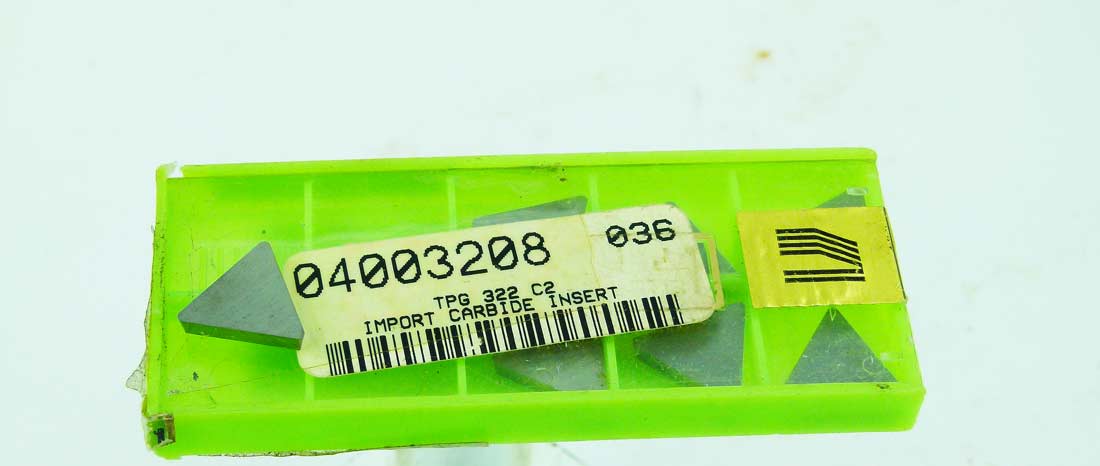 04003208 036
TPG 322 C2
IMPORT CARBIDE INSERT